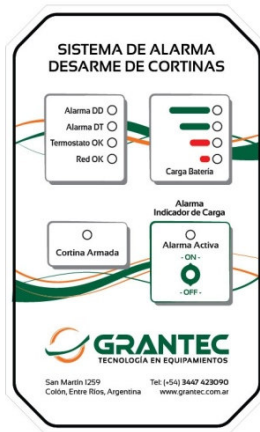 SISTEMA DE ALARMA
DESARME DE CORTINAS
Alarma DD
Alarma DT
Termostato OK
Red OK
Carga Batería
Cortina Armada
Alarma
Indicador de Carga
Alarma Activa
- ON -
- OFF -
GRANTEC
TECNOLOGÍA EN EQUIPAMIENTOS
San Martín 1259
Colón, Entre Ríos, Argentina
Tel: (+54) 3447 423090
www.grantec.com.ar